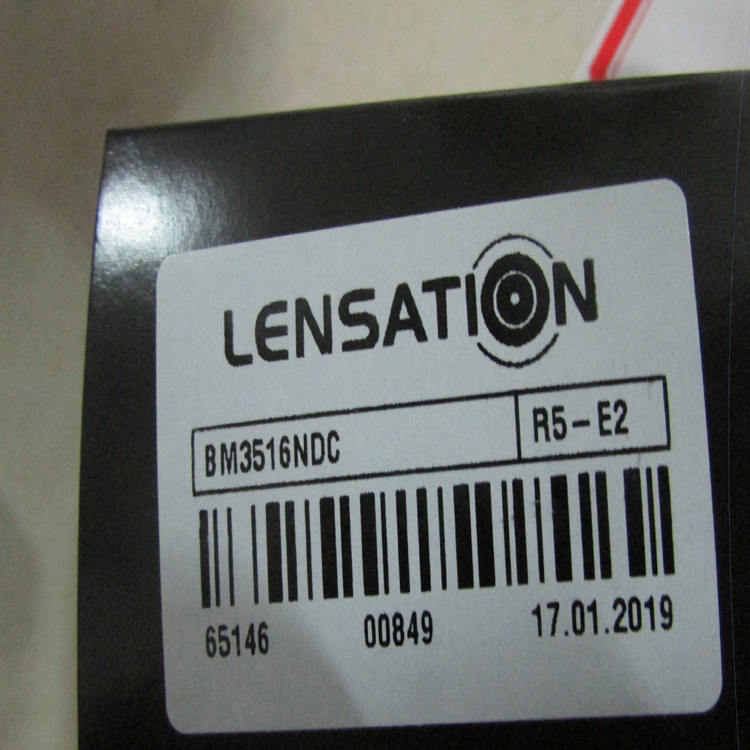 LENSATION
BM3516NDC R5-E2
65146 00849 17.01.2019